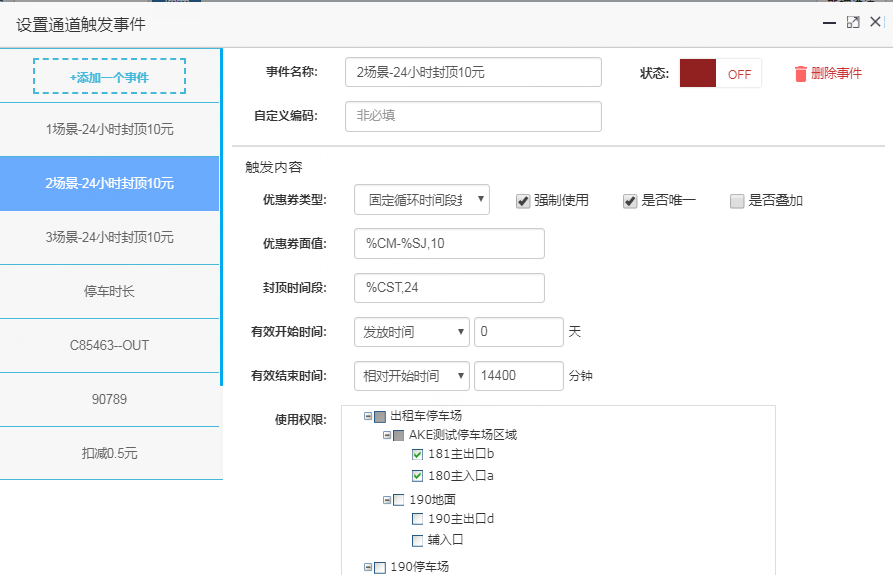 设置通道触发事件
+添加一个事件
1场景-24小时封顶10元
2场景-24小时封顶10元
3场景-24小时封顶10元
停车时长
C85463--OUT
90789
扣减0.5元
事件名称: 2场景-24小时封顶10元 状态: OFF 删除事件
自定义编码: 非必填
触发内容
优惠券类型: 固定循环时间段 强制使用 是否唯一 是否叠加
优惠券面值: %CM-%SJ,10
封顶时间段: %CST,24
有效开始时间: 发放时间 0 天
有效结束时间: 相对开始时间 14400 分钟
使用权限:
出租车停车场
AKE测试停车场区域
181主出口b
180主入口a
190地面
190主出口d
辅入口
190停车场